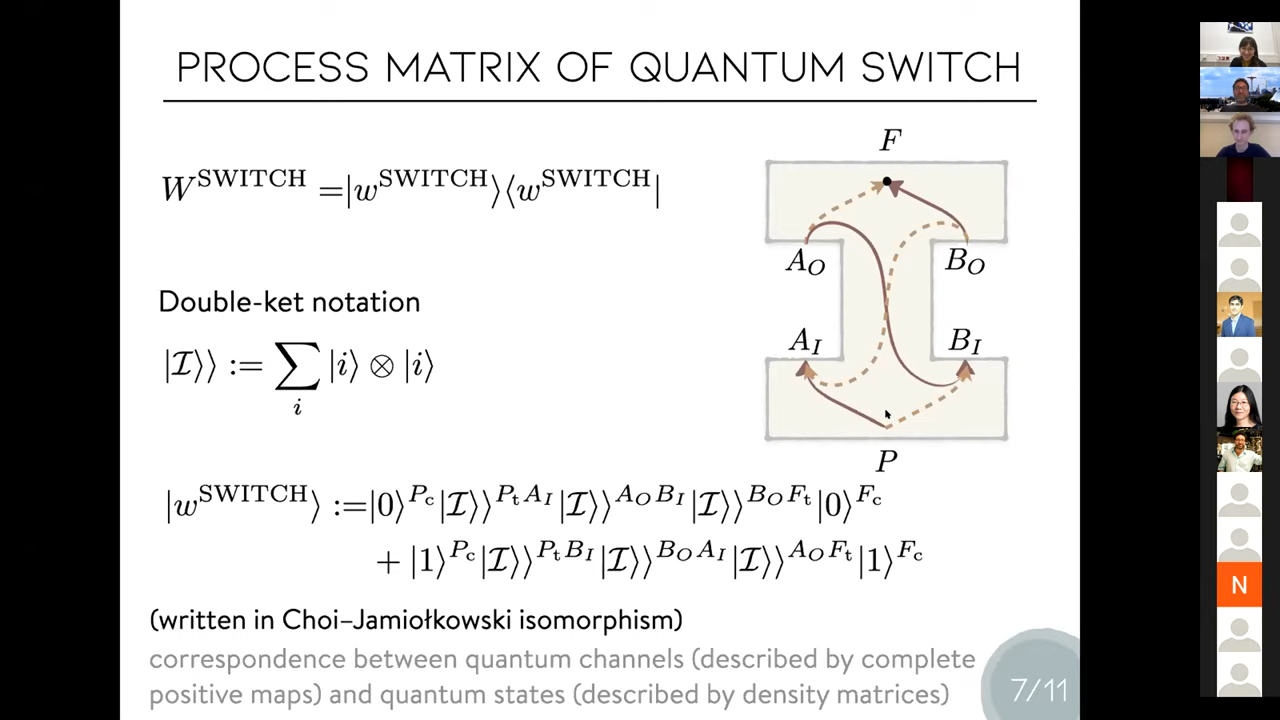 PROCESS MATRIX OF QUANTUM SWITCH
W^SWITCH =|w^SWITCH⟩⟨w^SWITCH|
Double-ket notation
|𝓘⟩⟩ := ∑_i |i⟩ ⊗ |i⟩
F
A_O B_O
A_I B_I
P
|w^SWITCH⟩ :=|0⟩^{P_c}|𝓘⟩⟩^{P_t A_I}|𝓘⟩⟩^{A_O B_I}|𝓘⟩⟩^{B_O F_t}|0⟩^{F_c}
+ |1⟩^{P_c}|𝓘⟩⟩^{P_t B_I}|𝓘⟩⟩^{B_O A_I}|𝓘⟩⟩^{A_O F_t}|1⟩^{F_c}
(written in Choi–Jamiołkowski isomorphism)
correspondence between quantum channels (described by complete
positive maps) and quantum states (described by density matrices)
7/11
N